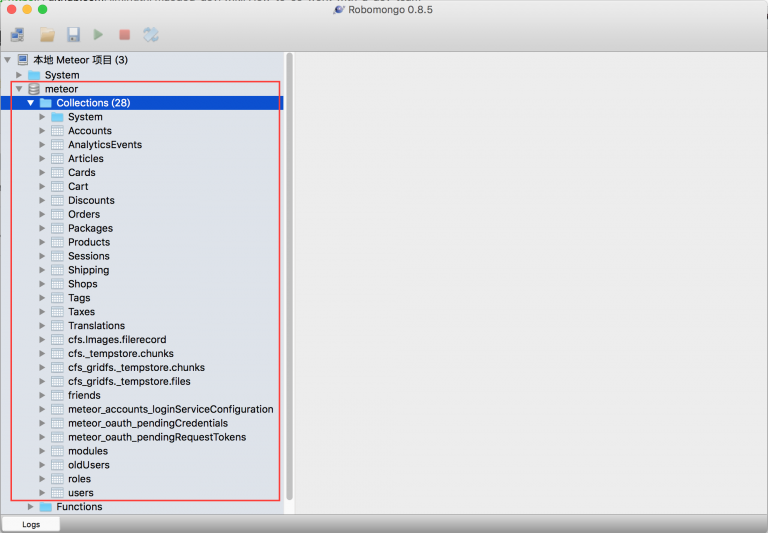 Robomongo 0.8.5
本地 Meteor 项目 (3)
System
meteor
Collections (28)
System
Accounts
AnalyticsEvents
Articles
Cards
Cart
Discounts
Orders
Packages
Products
Sessions
Shipping
Shops
Tags
Taxes
Translations
cfs.Images.filerecord
cfs._tempstore.chunks
cfs_gridfs._tempstore.chunks
cfs_gridfs._tempstore.files
friends
meteor_accounts_loginServiceConfiguration
meteor_oauth_pendingCredentials
meteor_oauth_pendingRequestTokens
modules
oldUsers
roles
users
Functions
Logs